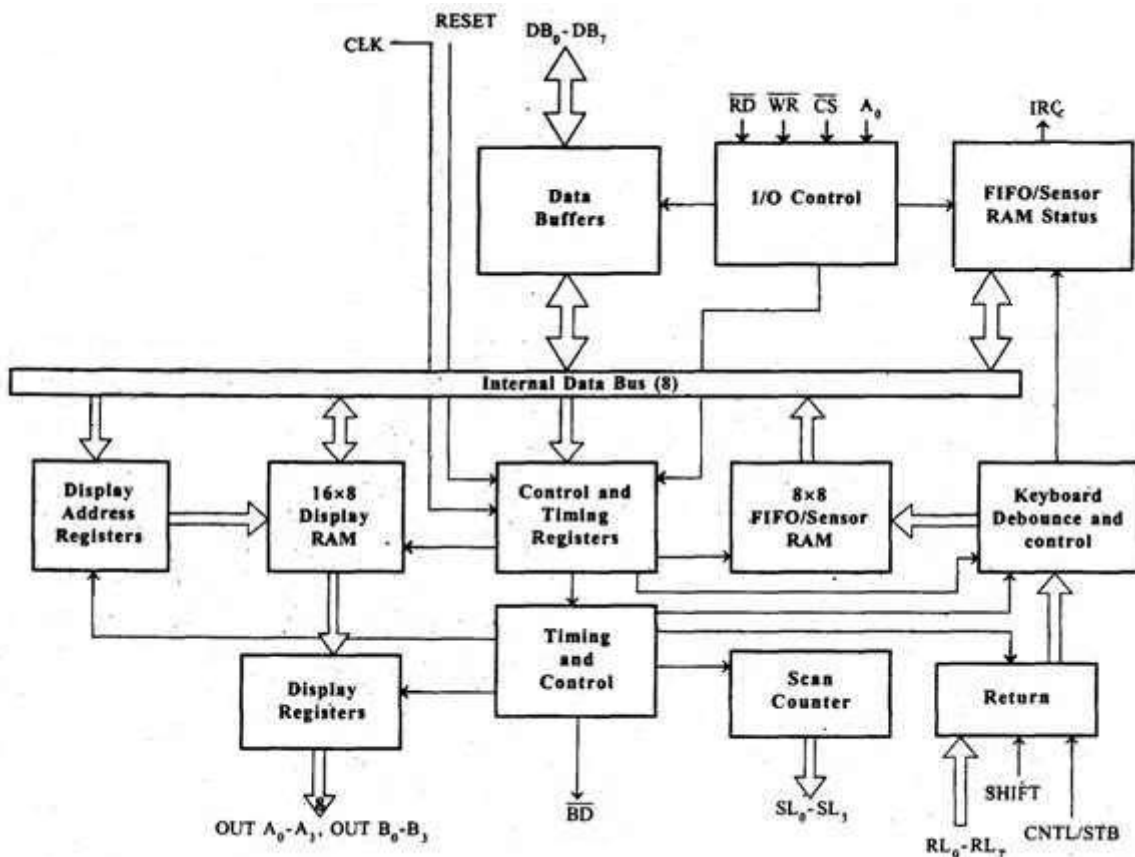 RESET
CLK
DB₀-DB₇
RD WR CS A₀
IRQ
Data
Buffers
I/O Control
FIFO/Sensor
RAM Status
Internal Data Bus (8)
Display
Address
Registers
16×8
Display
RAM
Control and
Timing
Registers
8×8
FIFO/Sensor
RAM
Keyboard
Debounce and
control
Timing
and
Control
Display
Registers
Scan
Counter
Return
8
OUT A₀-A₃, OUT B₀-B₃
BD
SL₀-SL₃
SHIFT
CNTL/STB
RL₀-RL₇